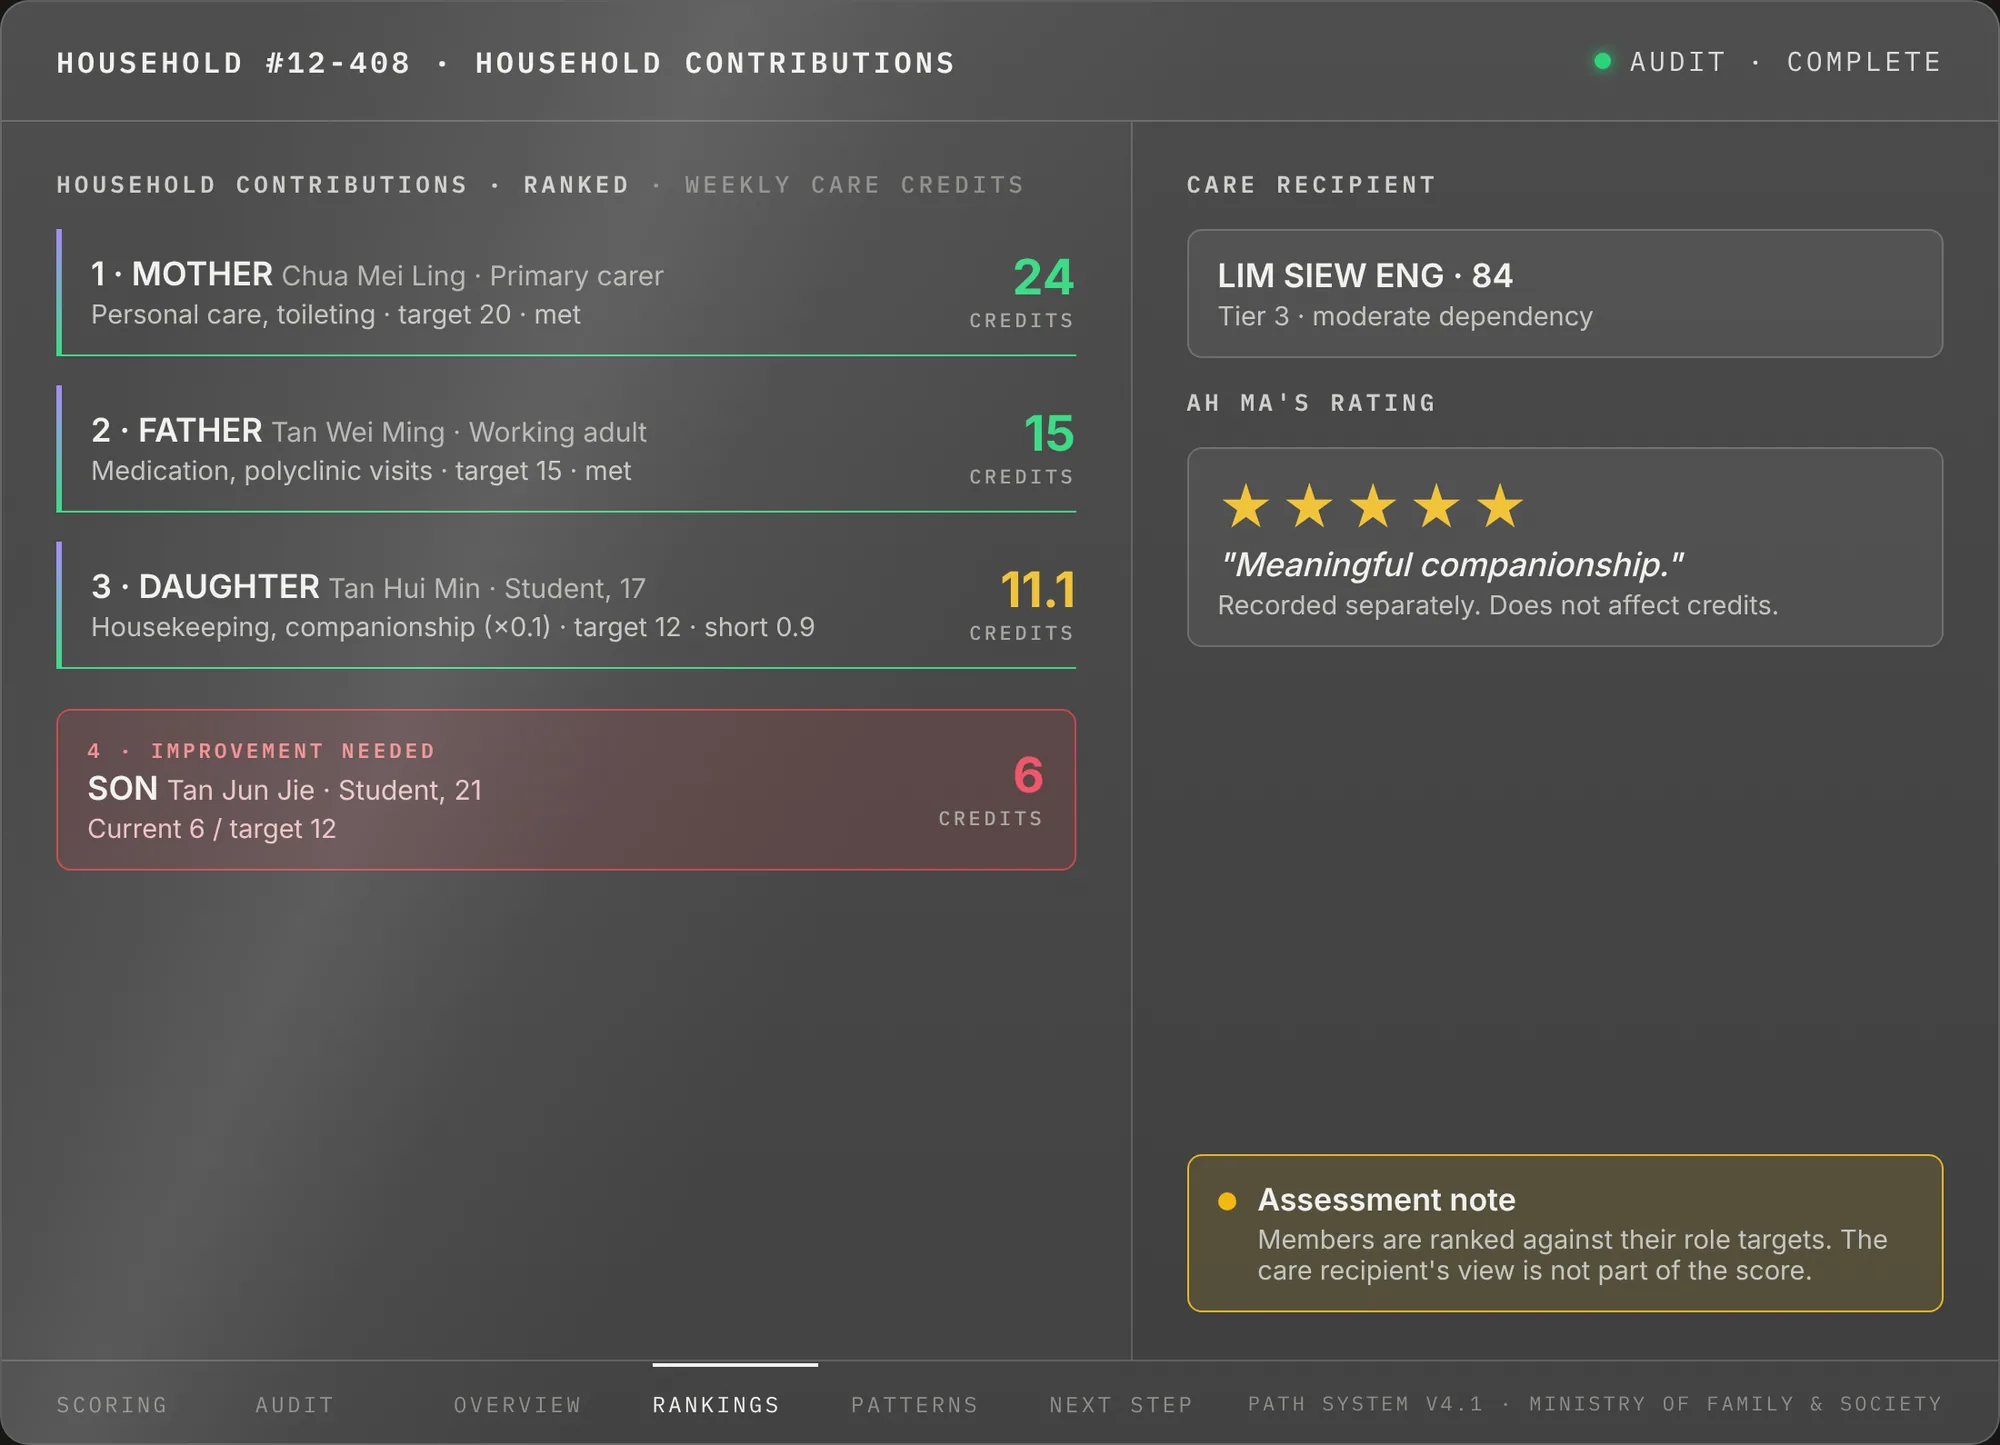 HOUSEHOLD #12-408 · HOUSEHOLD CONTRIBUTIONS
AUDIT · COMPLETE
HOUSEHOLD CONTRIBUTIONS · RANKED · WEEKLY CARE CREDITS
1 · MOTHER Chua Mei Ling · Primary carer
Personal care, toileting · target 20 · met
24
CREDITS
2 · FATHER Tan Wei Ming · Working adult
Medication, polyclinic visits · target 15 · met
15
CREDITS
3 · DAUGHTER Tan Hui Min · Student, 17
Housekeeping, companionship (×0.1) · target 12 · short 0.9
11.1
CREDITS
4 · IMPROVEMENT NEEDED
SON Tan Jun Jie · Student, 21
Current 6 / target 12
6
CREDITS
CARE RECIPIENT
LIM SIEW ENG · 84
Tier 3 · moderate dependency
AH MA'S RATING
★★★★★
"Meaningful companionship."
Recorded separately. Does not affect credits.
Assessment note
Members are ranked against their role targets. The
care recipient's view is not part of the score.
SCORING AUDIT OVERVIEW RANKINGS PATTERNS NEXT STEP PATH SYSTEM V4.1 · MINISTRY OF FAMILY & SOCIETY